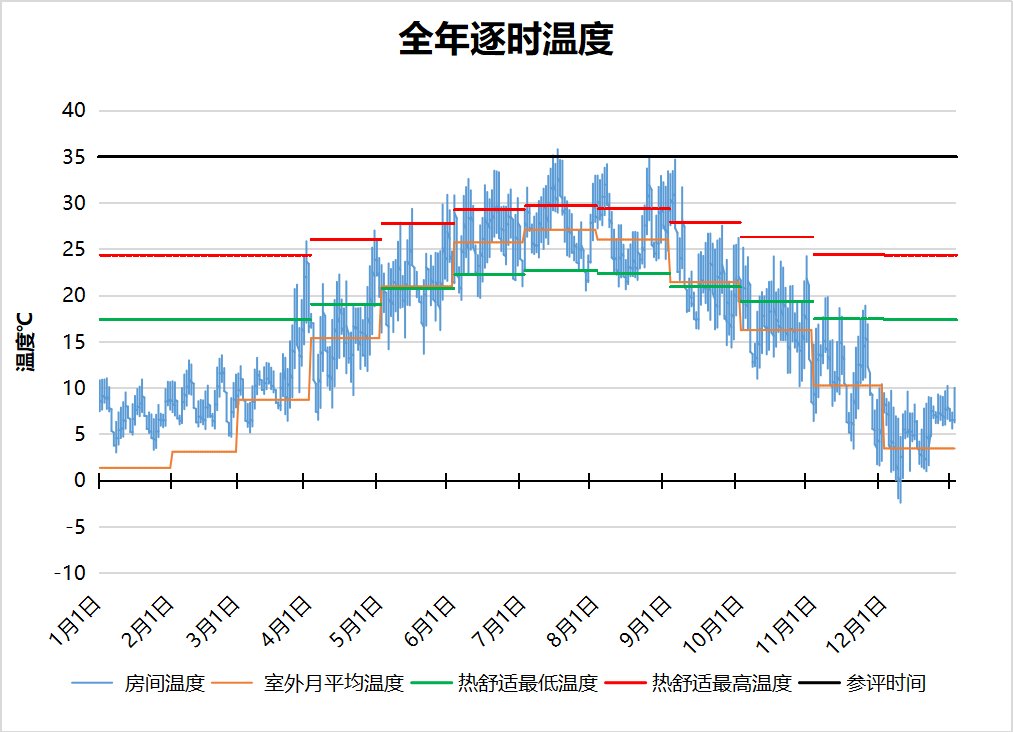 全年逐时温度
40
35
30
25
20
15
10
5
0
-5
-10
温度℃
1月1日
2月1日
3月1日
4月1日
5月1日
6月1日
7月1日
8月1日
9月1日
10月1日
11月1日
12月1日
房间温度 室外月平均温度 热舒适最低温度 热舒适最高温度 参评时间